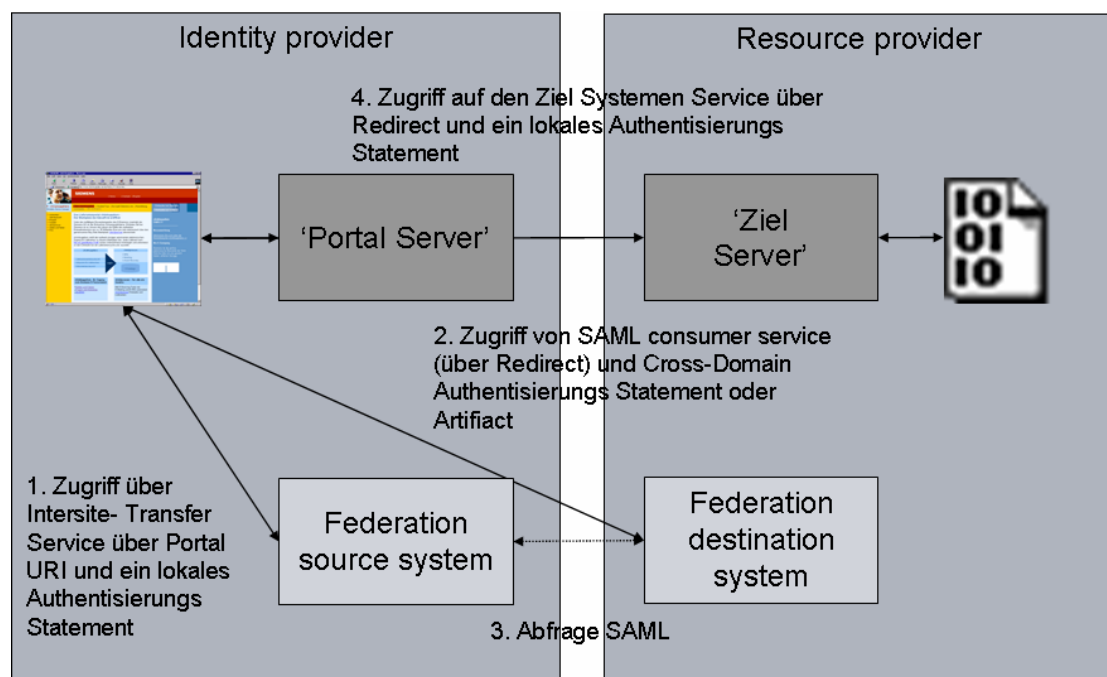 Identity provider
Resource provider
4. Zugriff auf den Ziel Systemen Service über
Redirect und ein lokales Authentisierungs
Statement
SIEMENS
'Portal Server'
'Ziel
Server'
2. Zugriff von SAML consumer service
(über Redirect) und Cross-Domain
Authentisierungs Statement oder
Artifiact
1. Zugriff über
Intersite- Transfer
Service über Portal
URI und ein lokales
Authentisierungs
Statement
Federation
source system
Federation
destination
system
3. Abfrage SAML